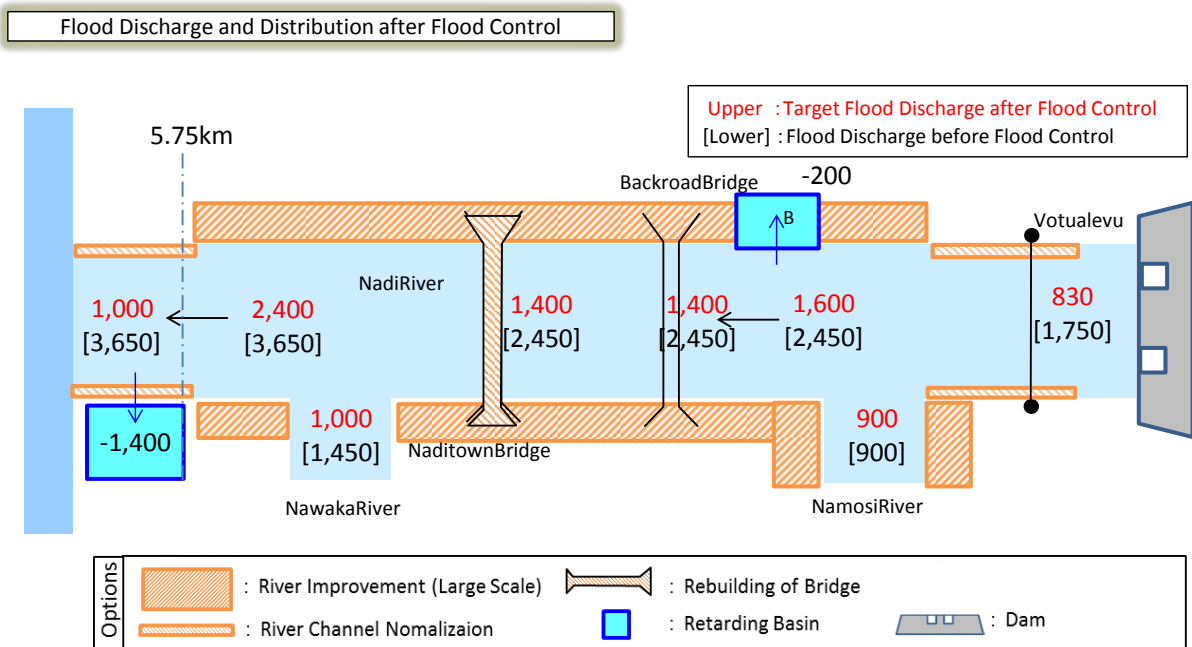 Flood Discharge and Distribution after Flood Control
Upper : Target Flood Discharge after Flood Control
[Lower] : Flood Discharge before Flood Control
5.75km
BackroadBridge
-200
B
Votualevu
NadiRiver
1,000
[3,650]
2,400
[3,650]
1,400
[2,450]
1,400
[2,450]
1,600
[2,450]
830
[1,750]
-1,400
1,000
[1,450]
NaditownBridge
900
[900]
NawakaRiver
NamosiRiver
Options
: River Improvement (Large Scale)
: Rebuilding of Bridge
: River Channel Nomalizaion
: Retarding Basin
: Dam